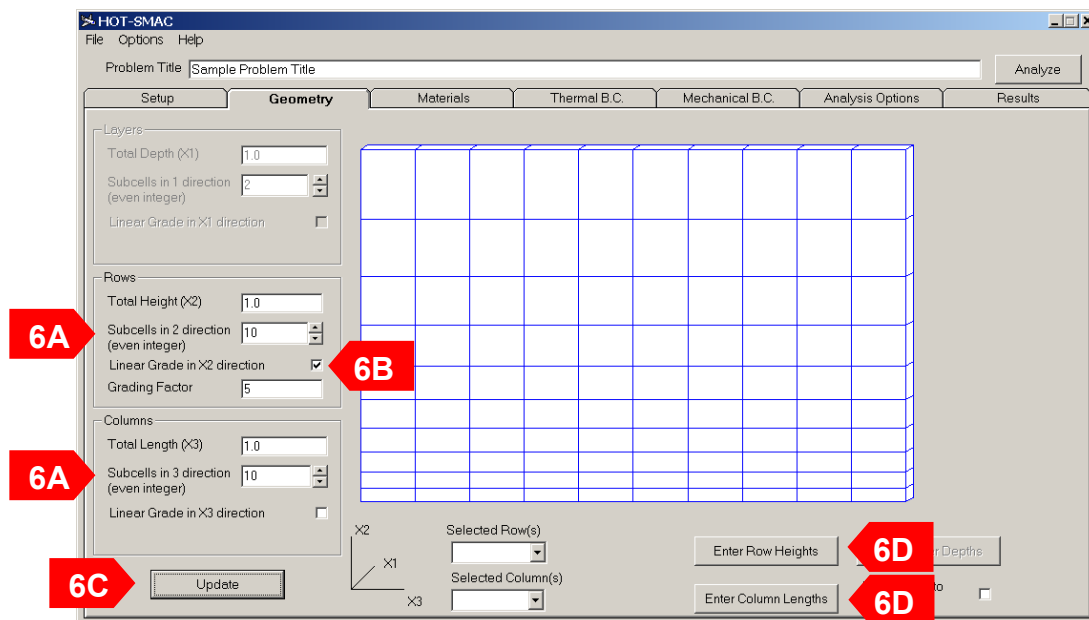 HOT-SMAC
File Options Help
Problem Title Sample Problem Title Analyze
Setup Geometry Materials Thermal B.C. Mechanical B.C. Analysis Options Results
Layers
Total Depth (X1) 1.0
Subcells in 1 direction 2
(even integer)
Linear Grade in X1 direction
Rows
Total Height (X2) 1.0
6A Subcells in 2 direction 10
(even integer)
Linear Grade in X2 direction 6B
Grading Factor 5
Columns
Total Length (X3) 1.0
6A Subcells in 3 direction 10
(even integer)
Linear Grade in X3 direction
X2 Selected Row(s)
X1 Enter Row Heights 6D Depths
6C Update Selected Column(s)
X3 Enter Column Lengths 6D to